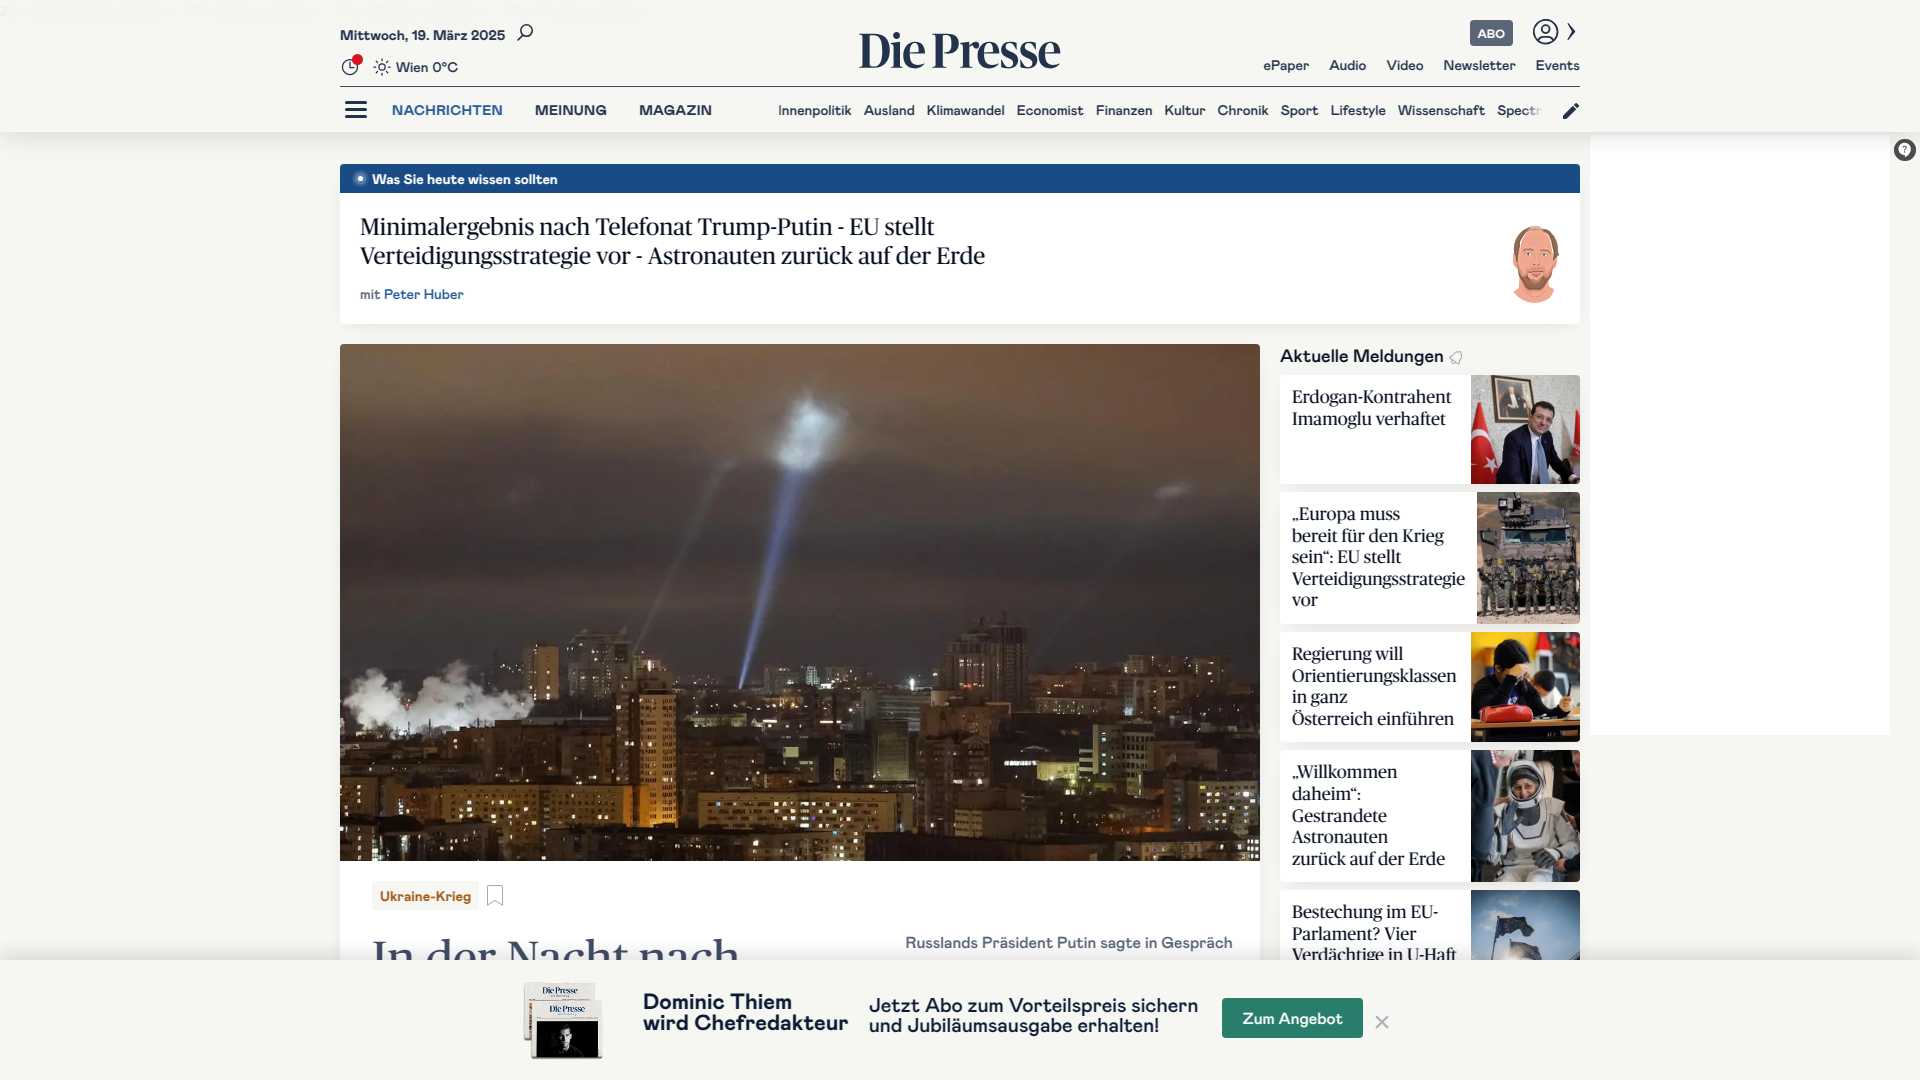 Mittwoch, 19. März 2025
Wien 0°C
Die Presse
ABO
ePaper Audio Video Newsletter Events
NACHRICHTEN MEINUNG MAGAZIN
Innenpolitik Ausland Klimawandel Economist Finanzen Kultur Chronik Sport Lifestyle Wissenschaft Spectr
Was Sie heute wissen sollten
Minimalergebnis nach Telefonat Trump-Putin - EU stellt
Verteidigungsstrategie vor - Astronauten zurück auf der Erde
mit Peter Huber
Ukraine-Krieg
In der Nacht nach
Russlands Präsident Putin sagte in Gespräch
Aktuelle Meldungen
Erdogan-Kontrahent
Imamoglu verhaftet
„Europa muss
bereit für den Krieg
sein“: EU stellt
Verteidigungsstrategie
vor
Regierung will
Orientierungsklassen
in ganz
Österreich einführen
„Willkommen
daheim“:
Gestrandete
Astronauten
zurück auf der Erde
Bestechung im EU-
Parlament? Vier
Verdächtige in U-Haft
Die Presse
Die Presse
Dominic Thiem
wird Chefredakteur
Jetzt Abo zum Vorteilspreis sichern
und Jubiläumsausgabe erhalten!
Zum Angebot